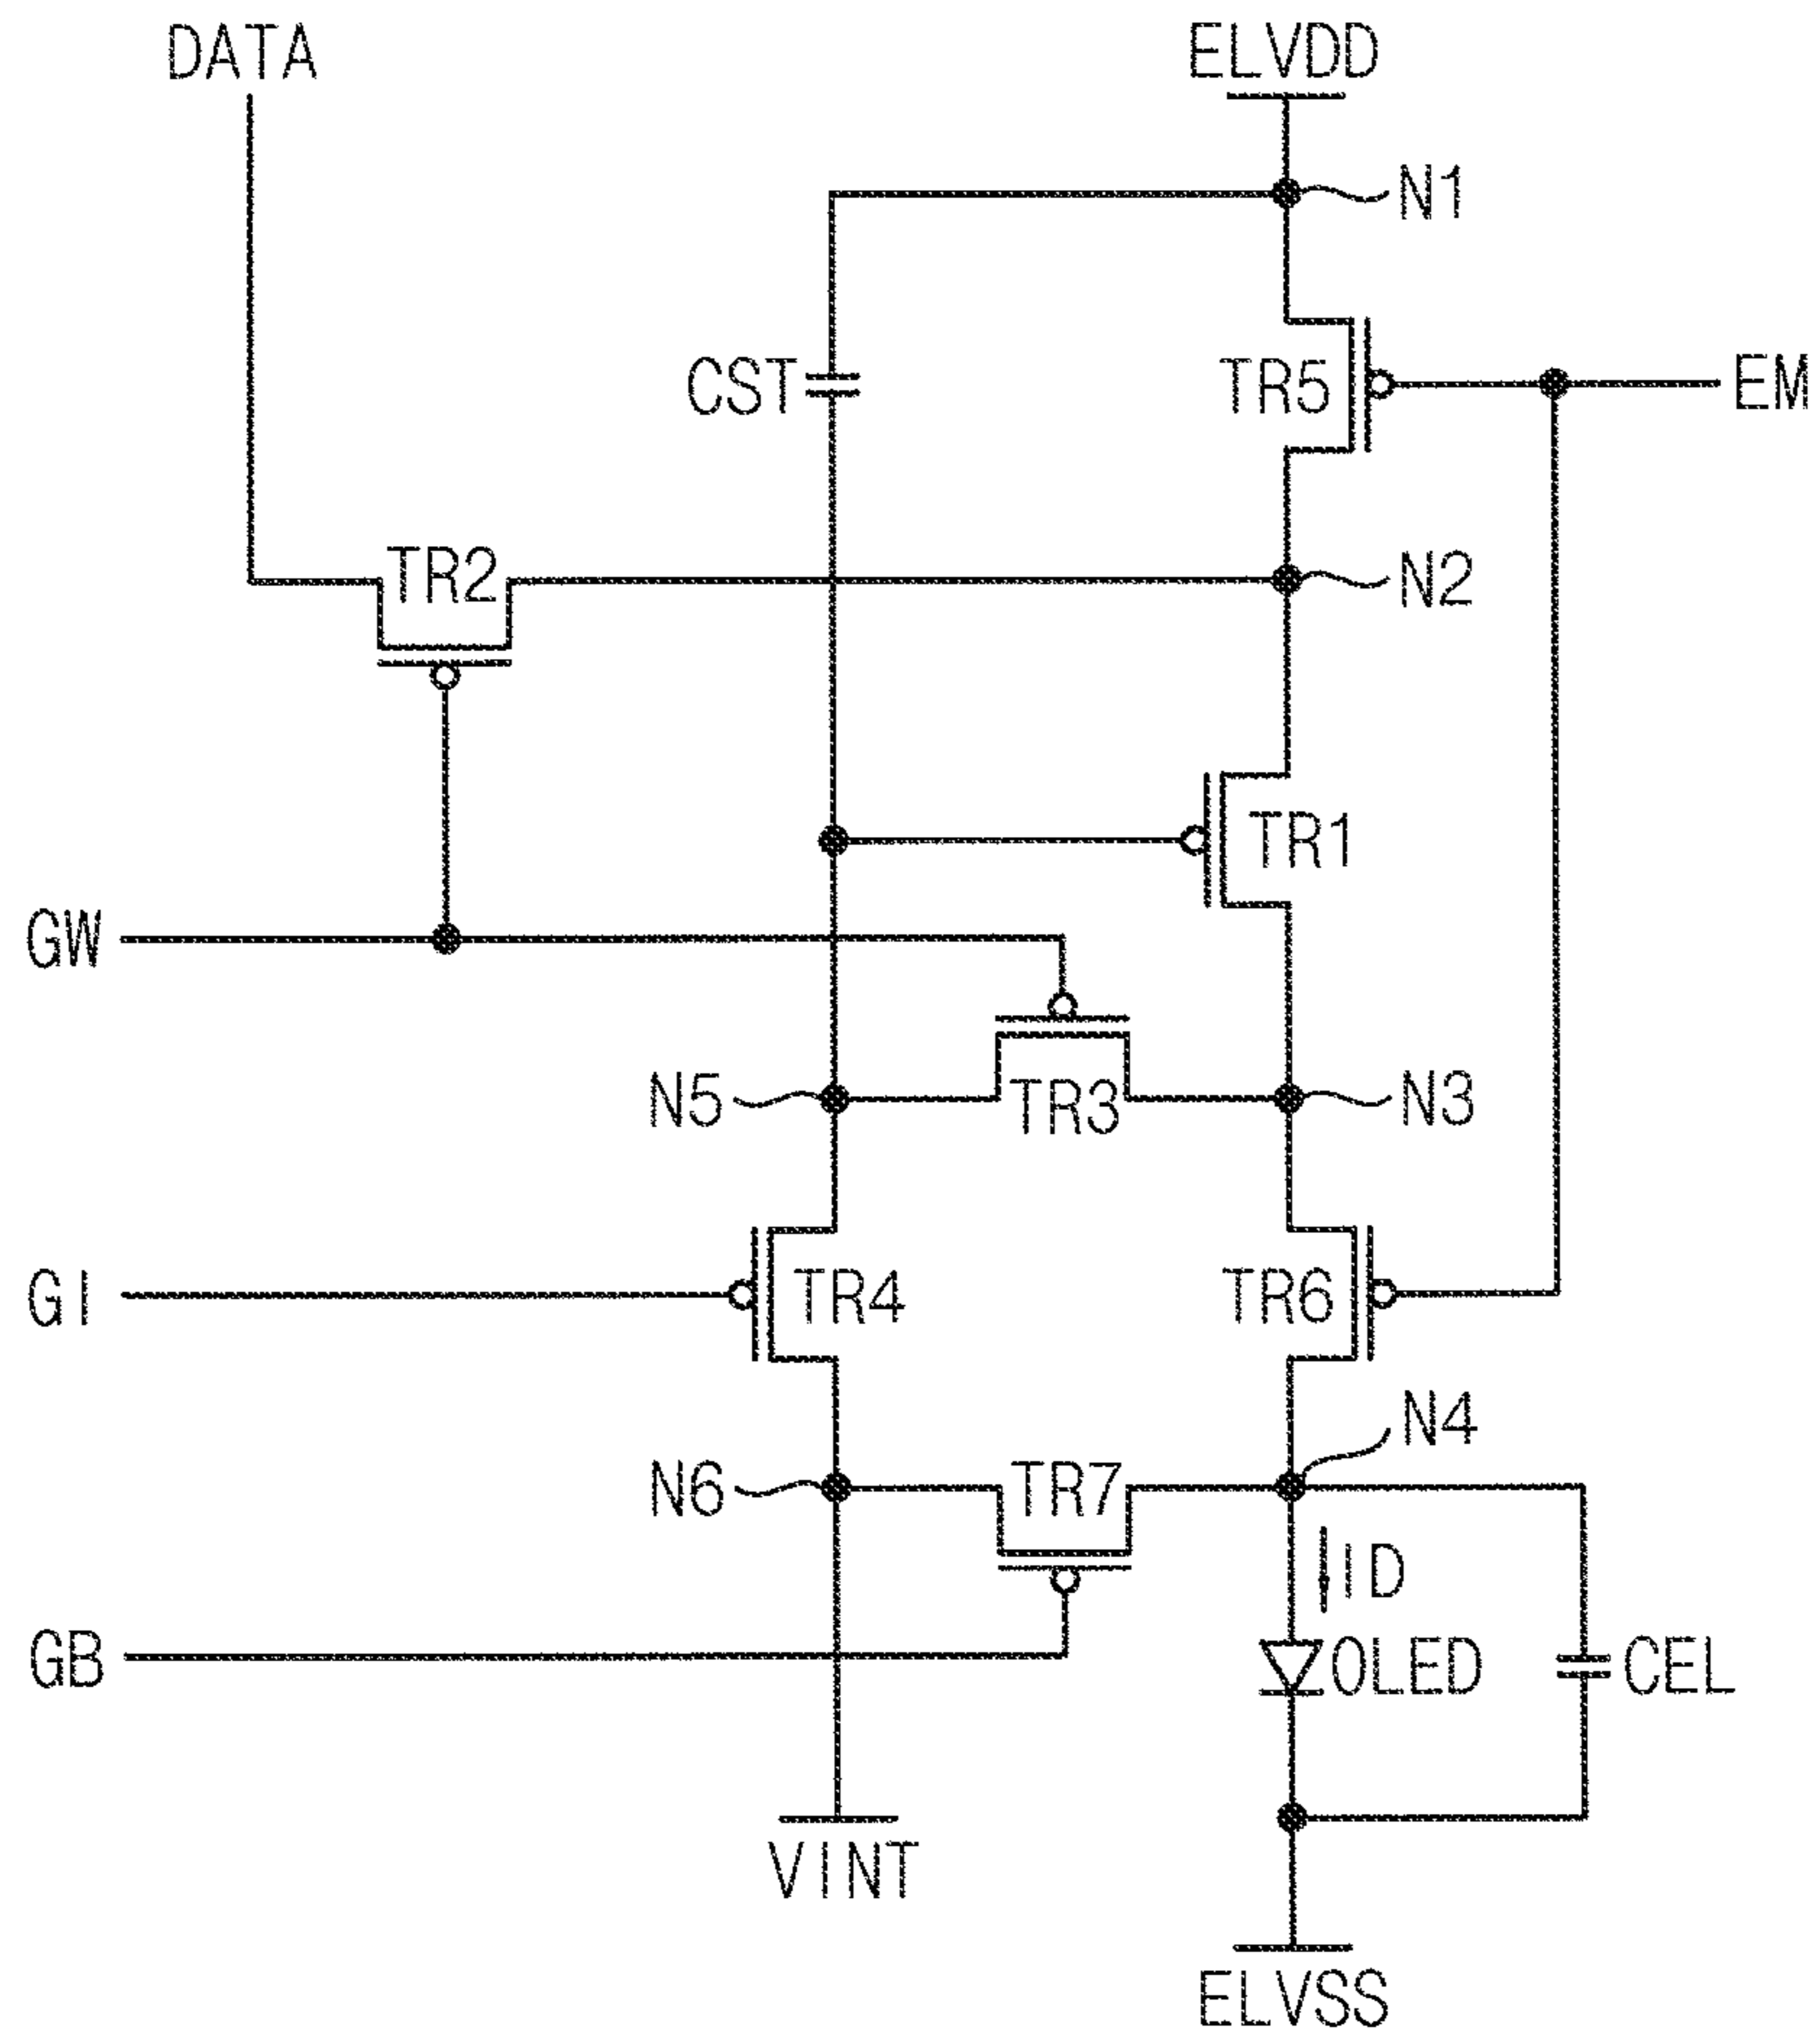 DATA
ELVDD
N1
CST
TR5
EM
TR2
N2
TR1
GW
N5
TR3
N3
GI
TR4
TR6
N4
N6
TR7
ID
GB
OLED
CEL
VINT
ELVSS